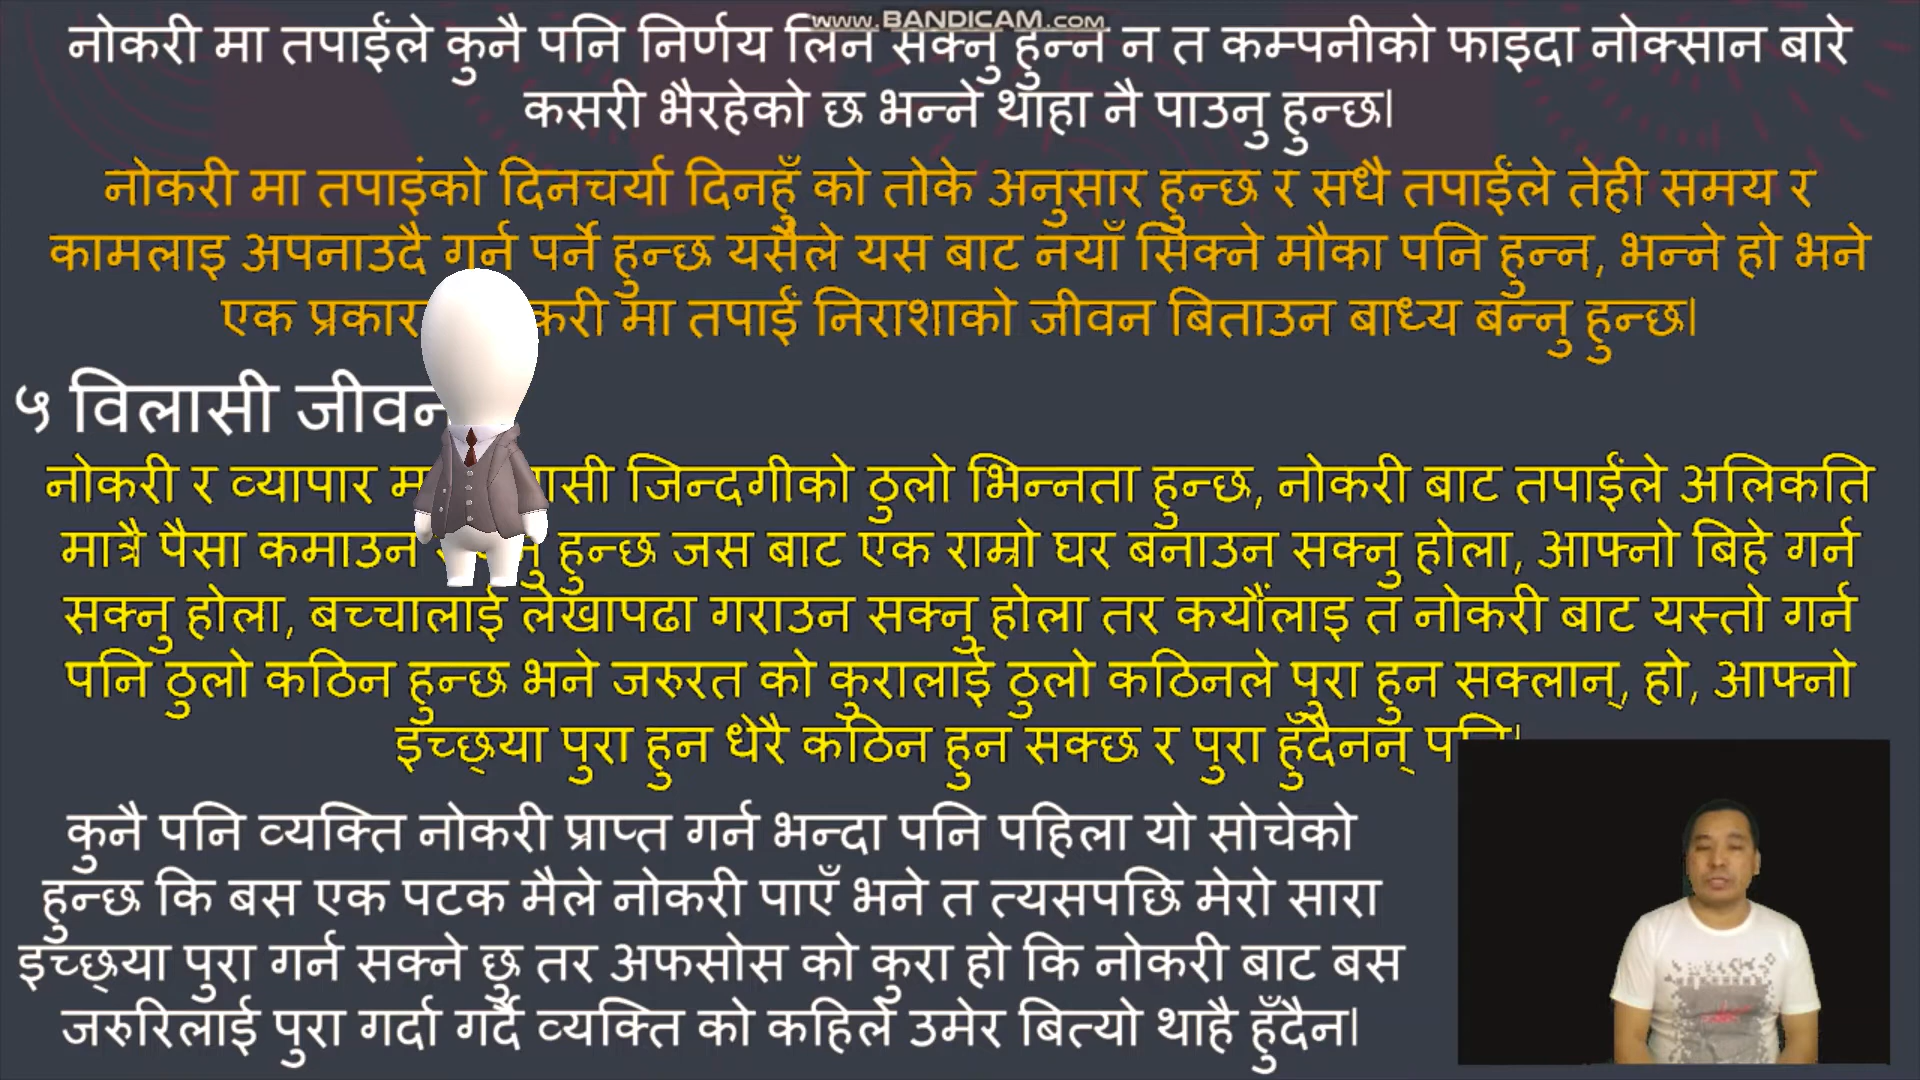 www.BANDICAM.com
नोकरी मा तपाईंले कुनै पनि निर्णय लिन सक्नु हुन्न न त कम्पनीको फाइदा नोक्सान बारे
कसरी भैरहेको छ भन्ने थाहा नै पाउनु हुन्छ।
नोकरी मा तपाइंको दिनचर्या दिनहुँ को तोके अनुसार हुन्छ र सधै तपाईंले तेही समय र
कामलाइ अपनाउदै गर्न पर्ने हुन्छ यसैले यस बाट नयाँ सिक्ने मौका पनि हुन्न, भन्ने हो भने
एक प्रकार करी मा तपाईं निराशाको जीवन बिताउन बाध्य बन्नु हुन्छ।
५ विलासी जीवन
नोकरी र व्यापार मा जिन्दगीको ठुलो भिन्नता हुन्छ, नोकरी बाट तपाईंले अलिकति
मात्रै पैसा कमाउन हुन्छ जस बाट एक राम्रो घर बनाउन सक्नु होला, आफ्नो बिहे गर्न
सक्नु होला, बच्चालाई लेखापढा गराउन सक्नु होला तर कयौंलाइ त नोकरी बाट यस्तो गर्न
पनि ठुलो कठिन हुन्छ भने जरुरत को कुरालाई ठुलो कठिनले पुरा हुन सक्लान्, हो, आफ्नो
इच्छ्या पुरा हुन धेरै कठिन हुन सक्छ र पुरा हुँदैनन् पनि।
कुनै पनि व्यक्ति नोकरी प्राप्त गर्न भन्दा पनि पहिला यो सोचेको
हुन्छ कि बस एक पटक मैले नोकरी पाएँ भने त त्यसपछि मेरो सारा
इच्छ्या पुरा गर्न सक्ने छु तर अफसोस को कुरा हो कि नोकरी बाट बस
जरुरिलाई पुरा गर्दा गर्दै व्यक्ति को कहिले उमेर बित्यो थाहै हुँदैन।